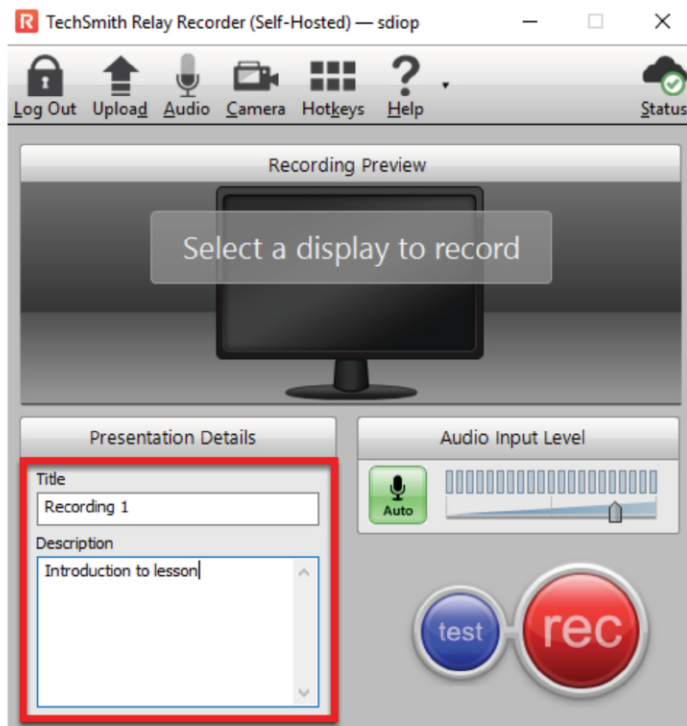 R TechSmith Relay Recorder (Self-Hosted) — sdiop
Log Out Upload Audio Camera Hotkeys Help Status
Recording Preview
Select a display to record
Presentation Details
Title
Recording 1
Description
Introduction to lesson
Audio Input Level
Auto
test rec